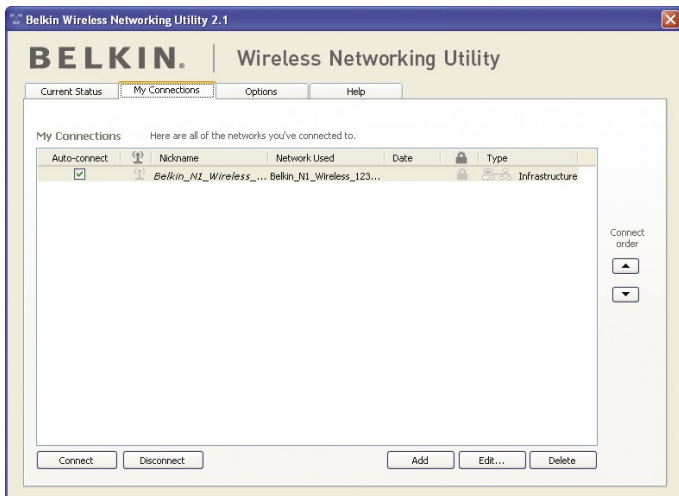 Belkin Wireless Networking Utility 2.1
BELKIN. | Wireless Networking Utility
Current Status My Connections Options Help
My Connections Here are all of the networks you've connected to.
Auto-connect Nickname Network Used Date Type
Belkin_N1_Wireless_... Belkin_N1_Wireless_123... Infrastructure
Connect order
Connect Disconnect Add Edit... Delete